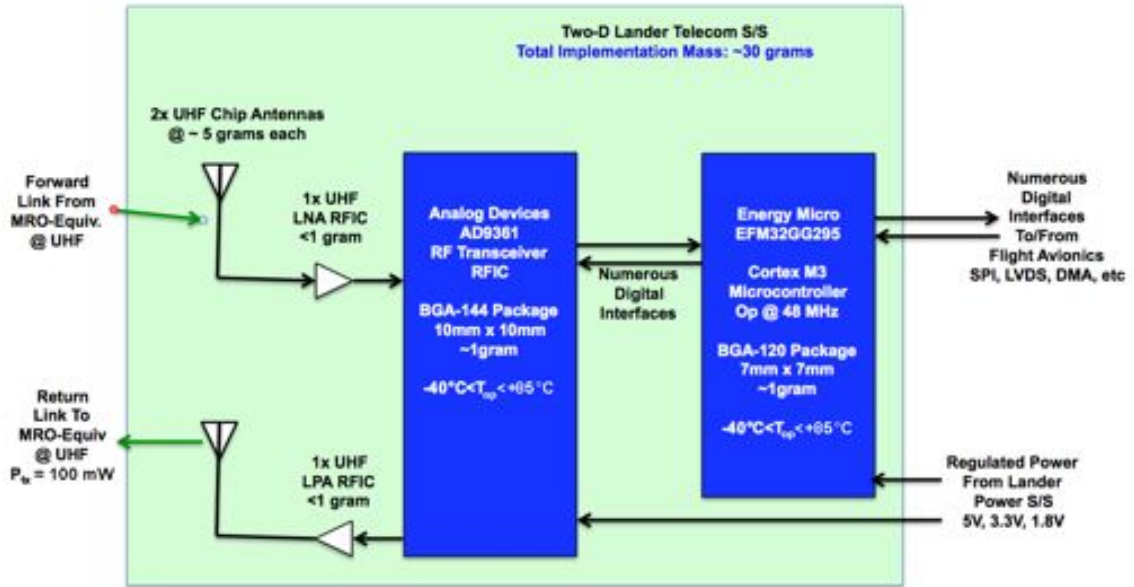 Two-D Lander Telecom S/S
Total Implementation Mass: ~30 grams
2x UHF Chip Antennas
@ ~ 5 grams each
Forward
Link From
MRO-Equiv.
@ UHF
1x UHF
LNA RFIC
<1 gram
Analog Devices
AD9361
RF Transceiver
RFIC
BGA-144 Package
10mm x 10mm
~1gram
-40°C<Top<+85°C
Numerous
Digital
Interfaces
Energy Micro
EFM32GG295
Cortex M3
Microcontroller
Op @ 48 MHz
BGA-120 Package
7mm x 7mm
~1gram
-40°C<Top<+85°C
Numerous
Digital
Interfaces
To/From
Flight Avionics
SPI, LVDS, DMA, etc
Return
Link To
MRO-Equiv
@ UHF
Ptx = 100 mW
1x UHF
LPA RFIC
<1 gram
Regulated Power
From Lander
Power S/S
5V, 3.3V, 1.8V